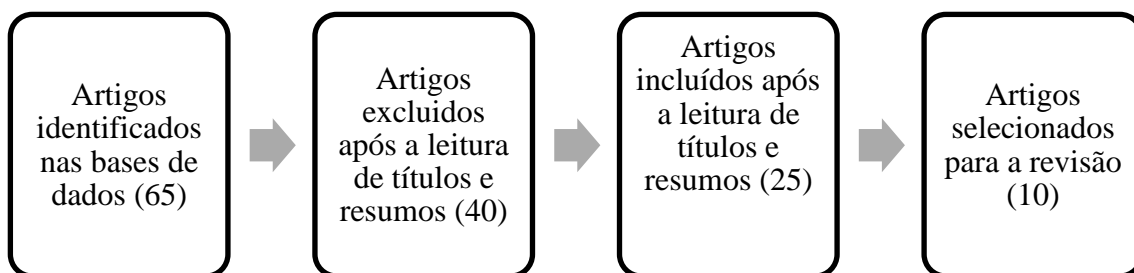 Artigos
identificados
nas bases de
dados (65)
Artigos
excluidos
após a leitura
de títulos e
resumos (40)
Artigos
incluídos após
a leitura de
títulos e
resumos (25)
Artigos
selecionados
para a revisão
(10)